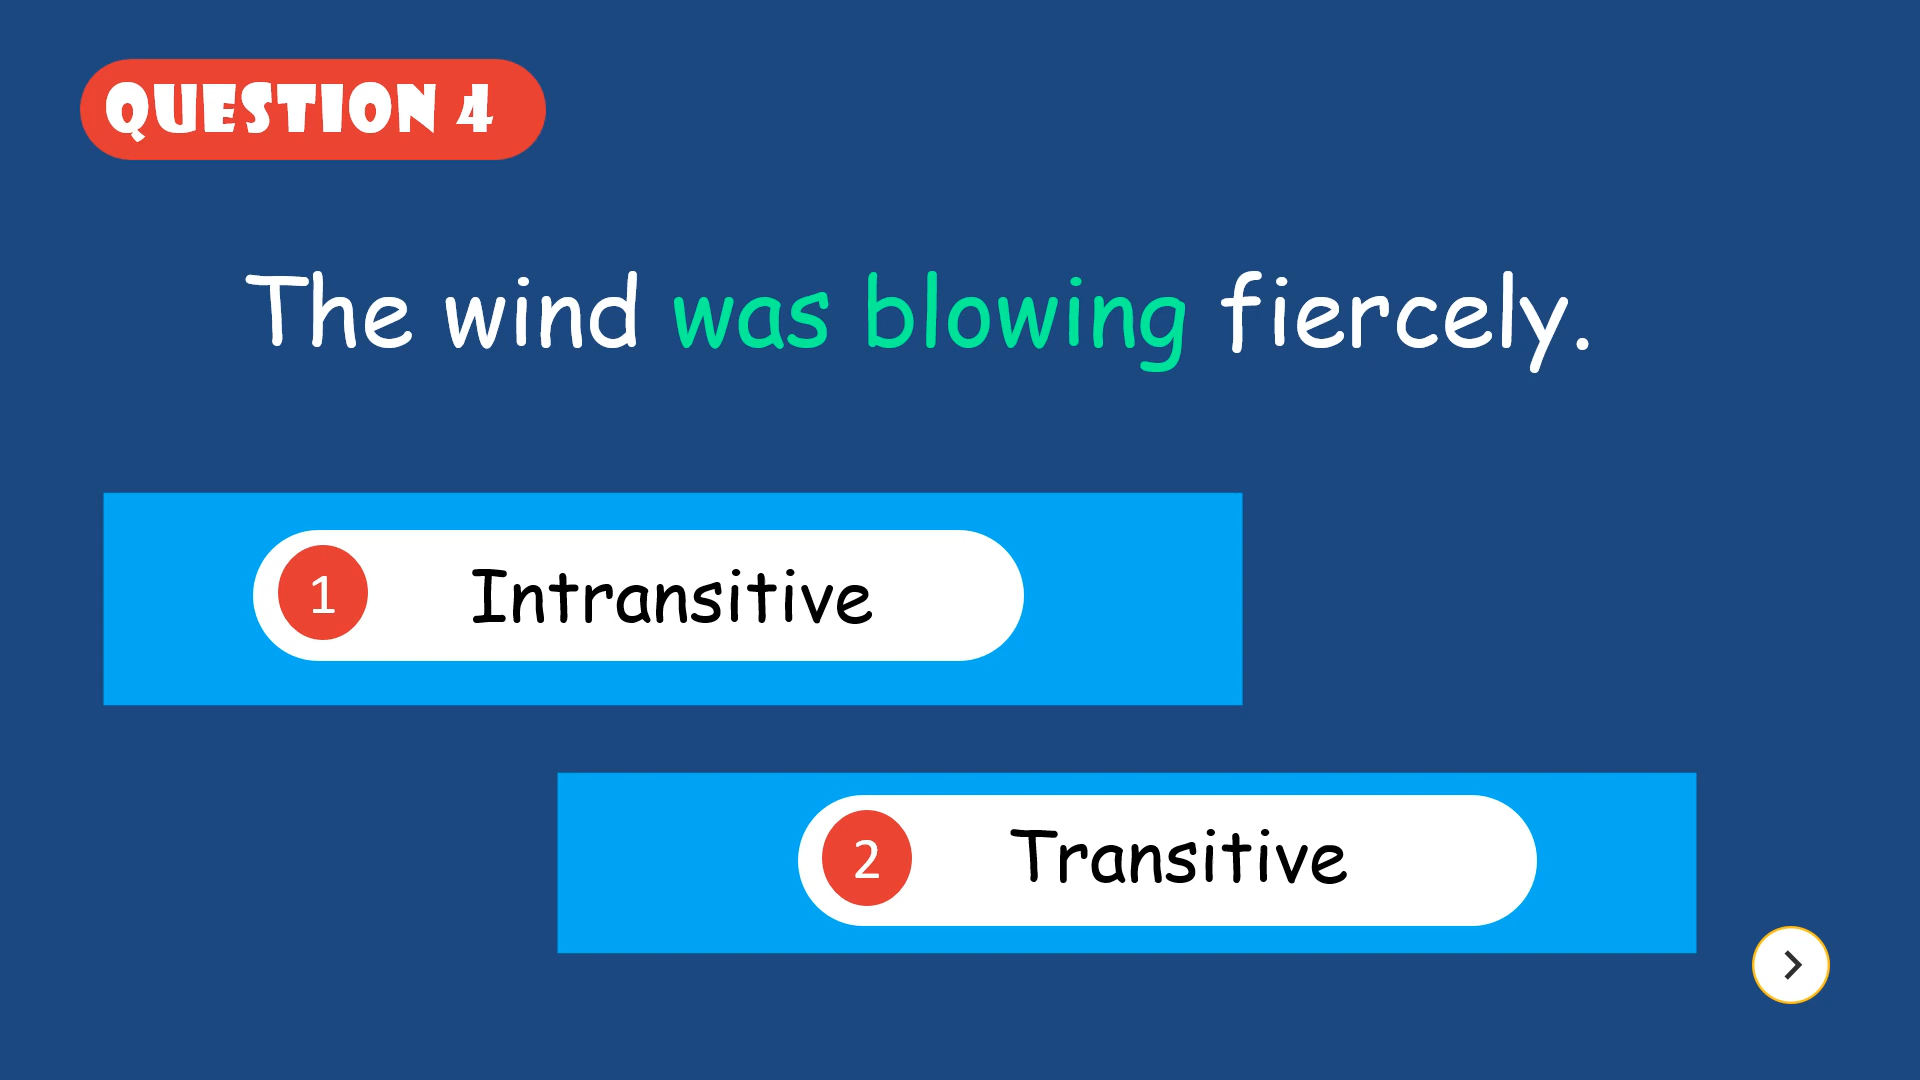 QUESTION 4
The wind was blowing fiercely.
1 Intransitive
2 Transitive